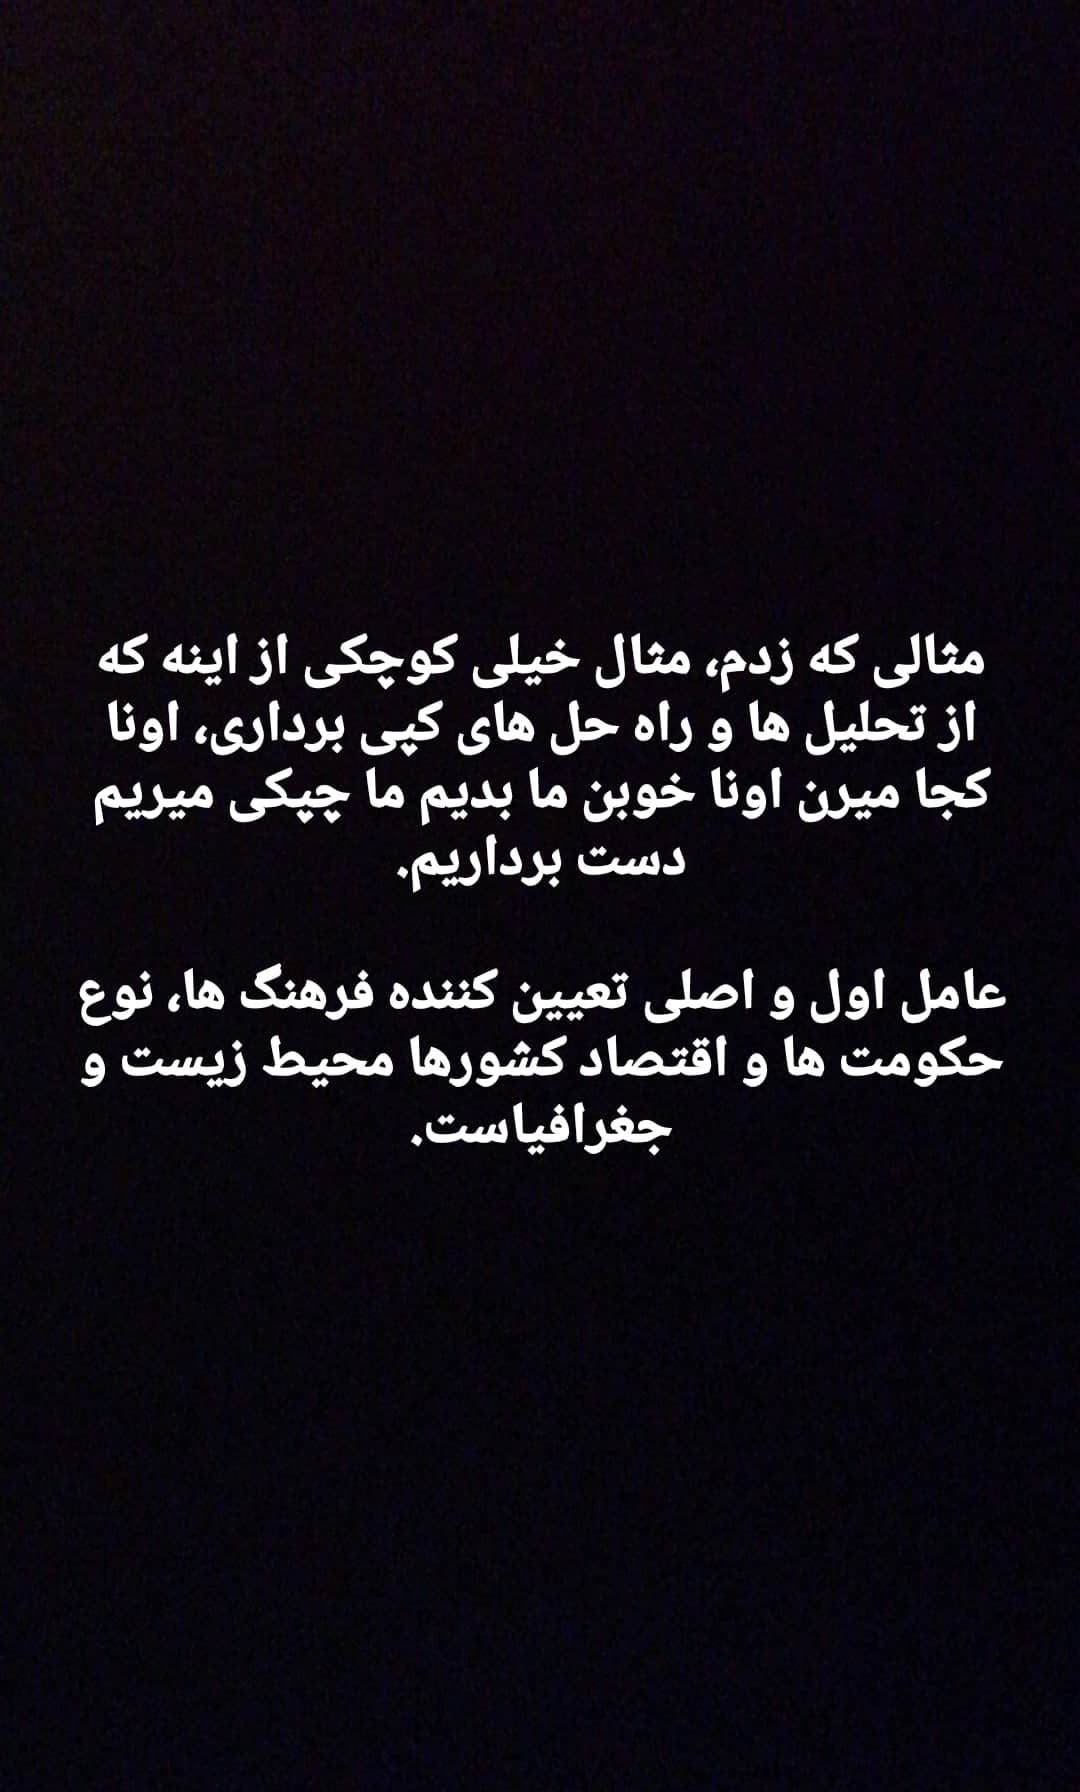 مثالی که زدم، مثال خیلی کوچکی از اینه که
از تحلیل ها و راه حل های کپی برداری، اونا
کجا میرن اونا خوبن ما بدیم ما چپکی میریم
دست برداریم.
عامل اول و اصلی تعیین کننده فرهنگ ها، نوع
حکومت ها و اقتصاد کشورها محیط زیست و
جغرافیاست.